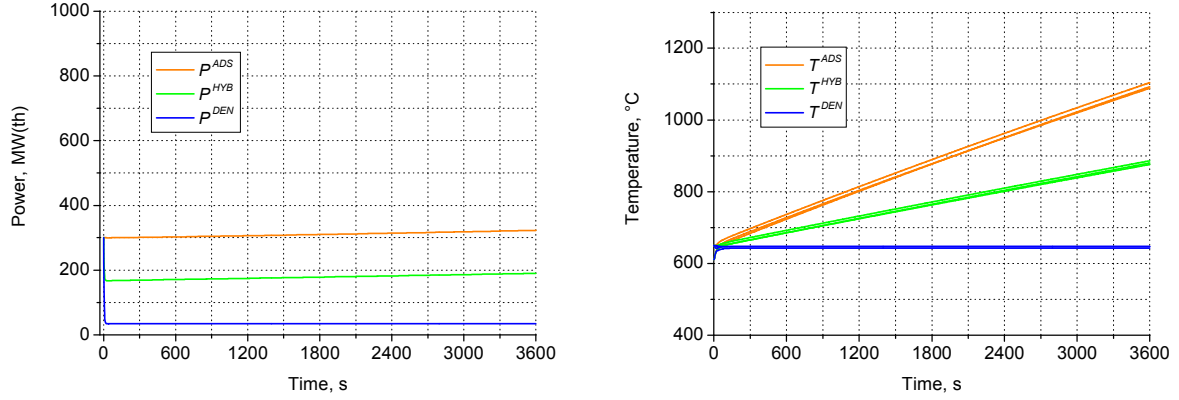 1000
800
600
400
200
0
Power, MW(th)
P^ADS
P^HYB
P^DEN
0 600 1200 1800 2400 3000 3600
Time, s
1200
1000
800
600
400
Temperature, °C
T^ADS
T^HYB
T^DEN
0 600 1200 1800 2400 3000 3600
Time, s